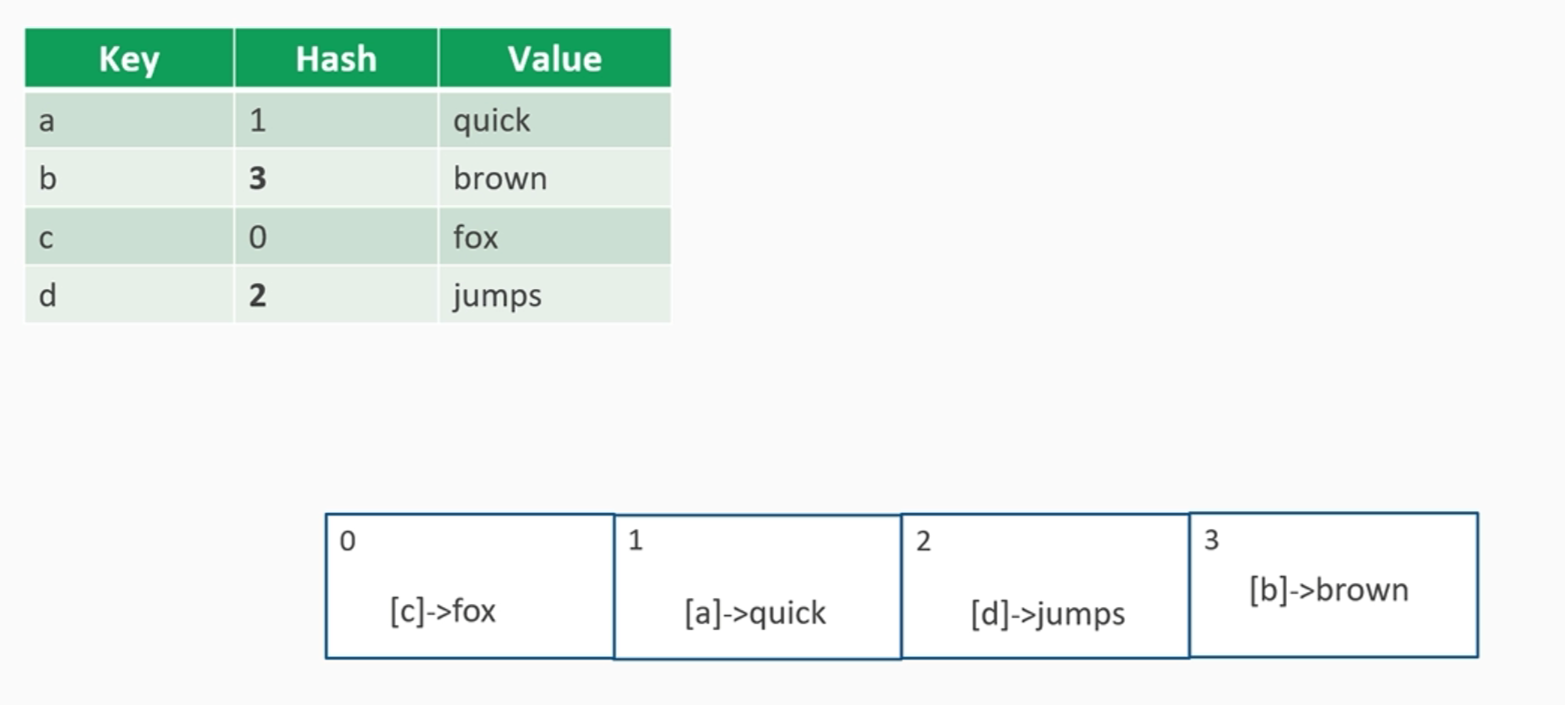 Key Hash Value
a 1 quick
b 3 brown
c 0 fox
d 2 jumps
0 1 2 3
[c]->fox [a]->quick [d]->jumps [b]->brown